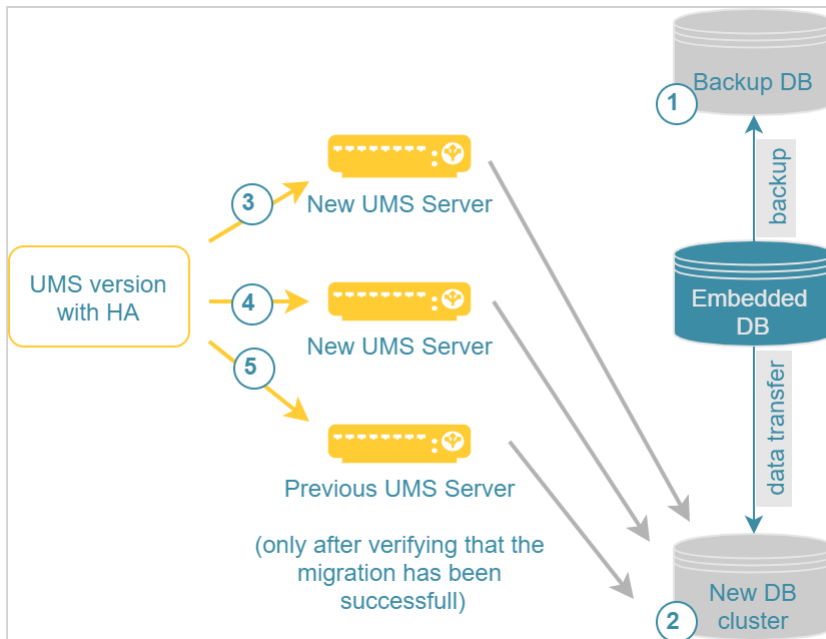 Backup DB
1
backup
3
New UMS Server
UMS version
with HA
4
New UMS Server
Embedded
DB
5
data transfer
Previous UMS Server
(only after verifying that the
migration has been
successfull)
New DB
cluster
2